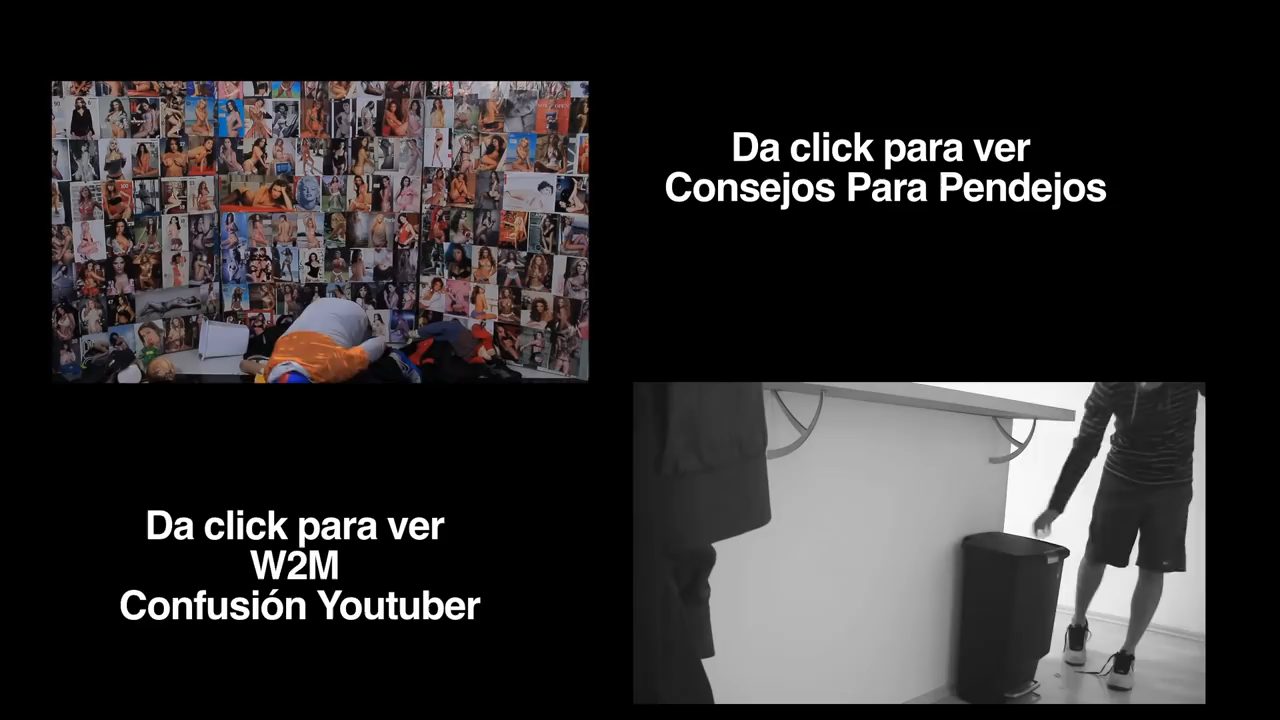 Da click para ver
Consejos Para Pendejos
Da click para ver
W2M
Confusión Youtuber